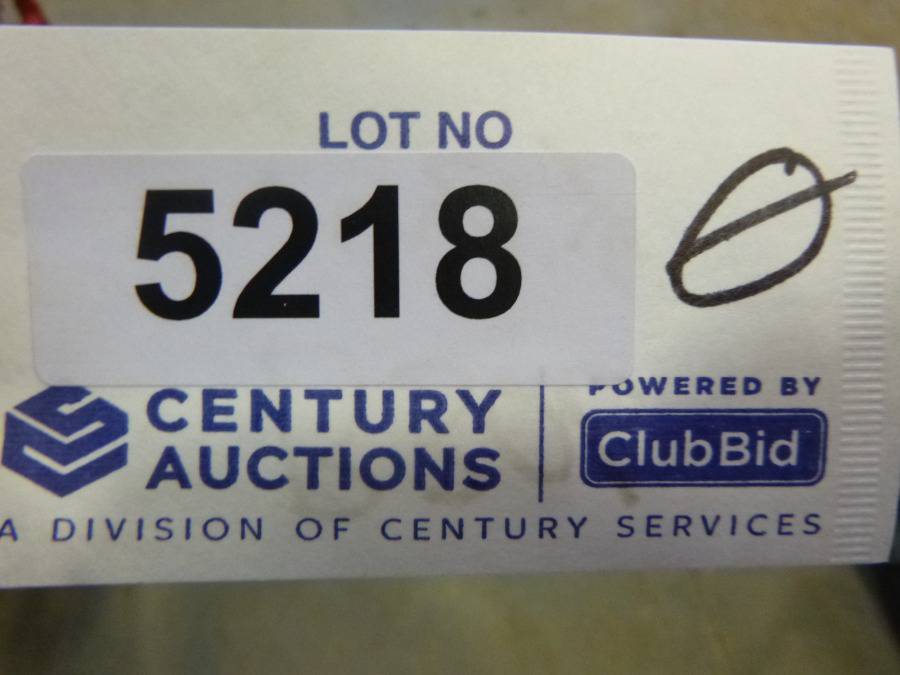 LOT NO
5218
CENTURY AUCTIONS
POWERED BY
ClubBid
A DIVISION OF CENTURY SERVICES